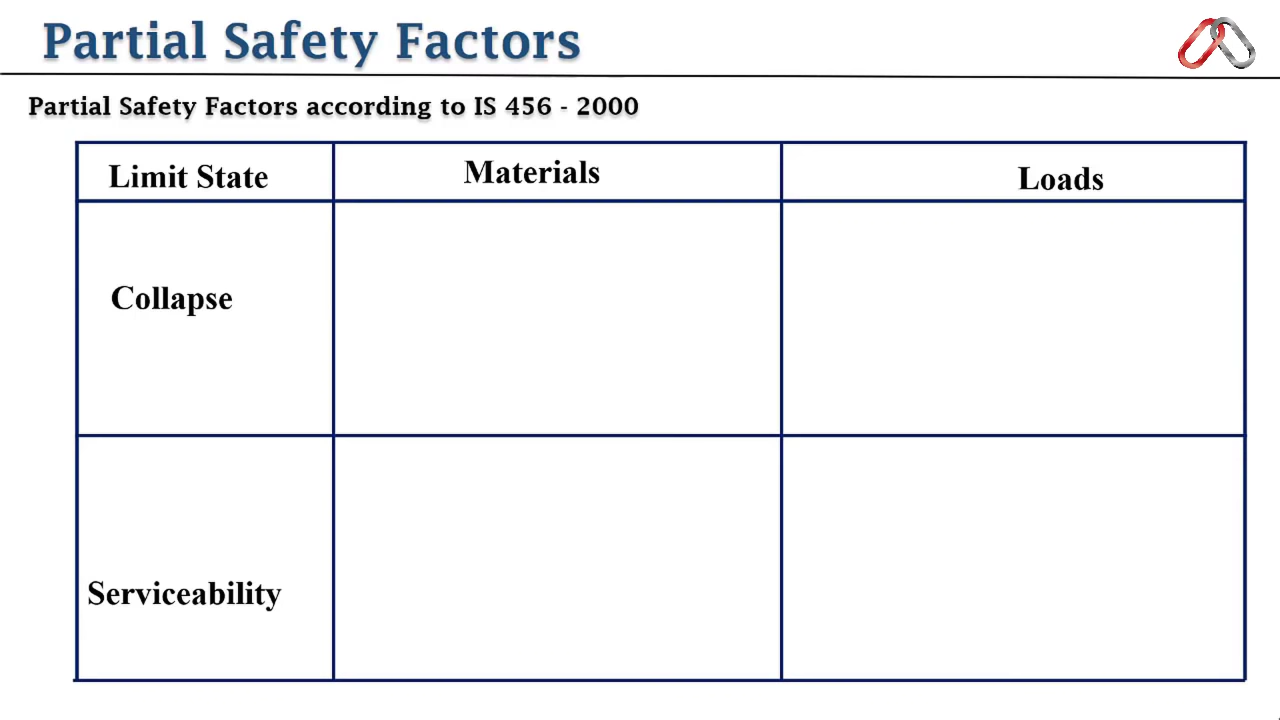 Partial Safety Factors
Partial Safety Factors according to IS 456 - 2000
Limit State
Materials
Loads
Collapse
Serviceability